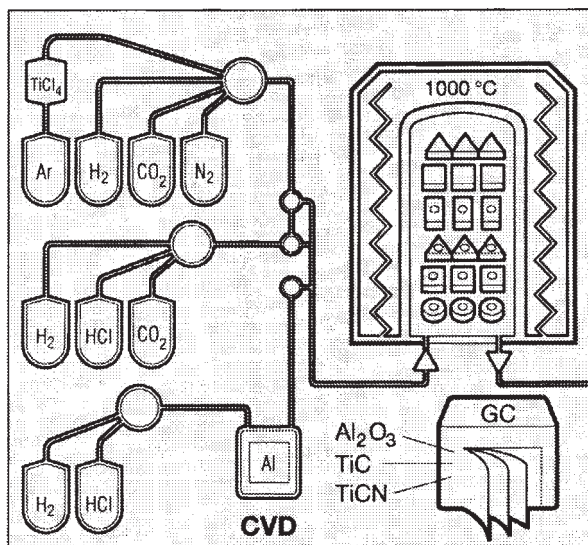 TiCl4
Ar
H2
CO2
N2
1000 °C
H2
HCl
CO2
H2
HCl
Al
CVD
GC
Al2O3
TiC
TiCN